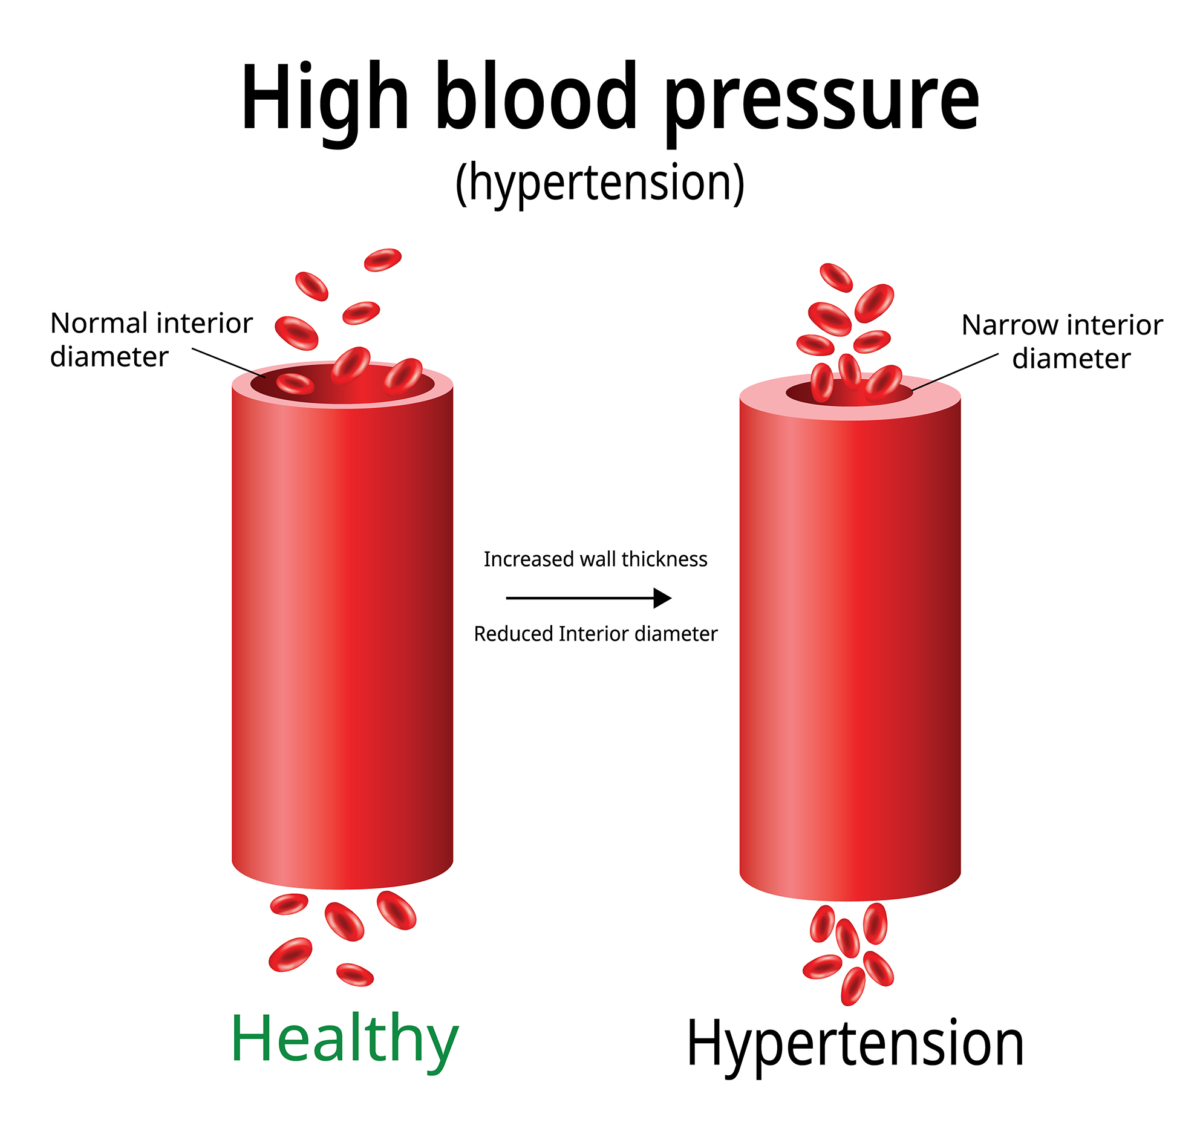 High blood pressure
(hypertension)
Normal interior
diameter
Narrow interior
diameter
Increased wall thickness
Reduced Interior diameter
Healthy
Hypertension